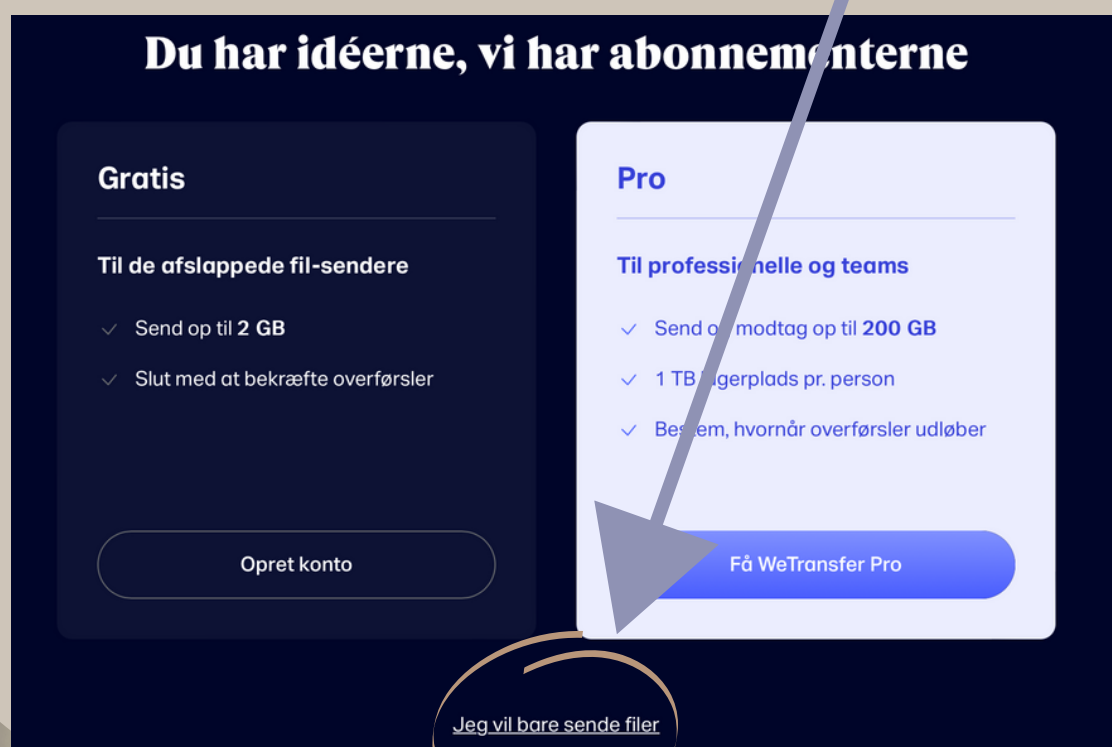 Du har idéerne, vi har abonnementerne
Gratis
Til de afslappede fil-sendere
Send op til 2 GB
Slut med at bekræfte overførsler
Opret konto
Pro
Til professionelle og teams
Send og modtag op til 200 GB
1 TB lagerplads pr. person
Bestem, hvornår overførsler udløber
Få WeTransfer Pro
Jeg vil bare sende filer